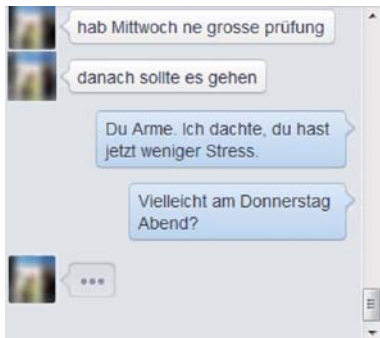 hab Mittwoch ne grosse prüfung
danach sollte es gehen
Du Arme. Ich dachte, du hast
jetzt weniger Stress.
Vielleicht am Donnerstag
Abend?